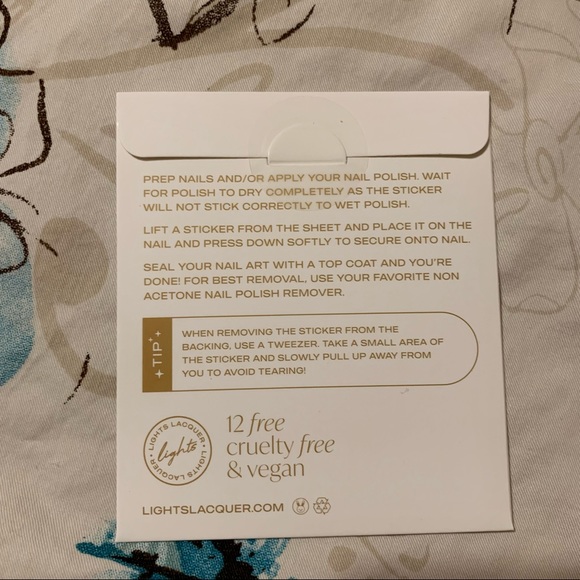 PREP NAILS AND/OR APPLY YOUR NAIL POLISH. WAIT
FOR POLISH TO DRY COMPLETELY AS THE STICKER
WILL NOT STICK CORRECTLY TO WET POLISH.
LIFT A STICKER FROM THE SHEET AND PLACE IT ON THE
NAIL AND PRESS DOWN SOFTLY TO SECURE ONTO NAIL.
SEAL YOUR NAIL ART WITH A TOP COAT AND YOU'RE
DONE! FOR BEST REMOVAL, USE YOUR FAVORITE NON
ACETONE NAIL POLISH REMOVER.
TIP
WHEN REMOVING THE STICKER FROM THE
BACKING, USE A TWEEZER. TAKE A SMALL AREA OF
THE STICKER AND SLOWLY PULL UP AWAY FROM
YOU TO AVOID TEARING!
LIGHTS LACQUER • LIGHTS LACQUER •
lights
12 free
cruelty free
& vegan
LIGHTSLACQUER.COM